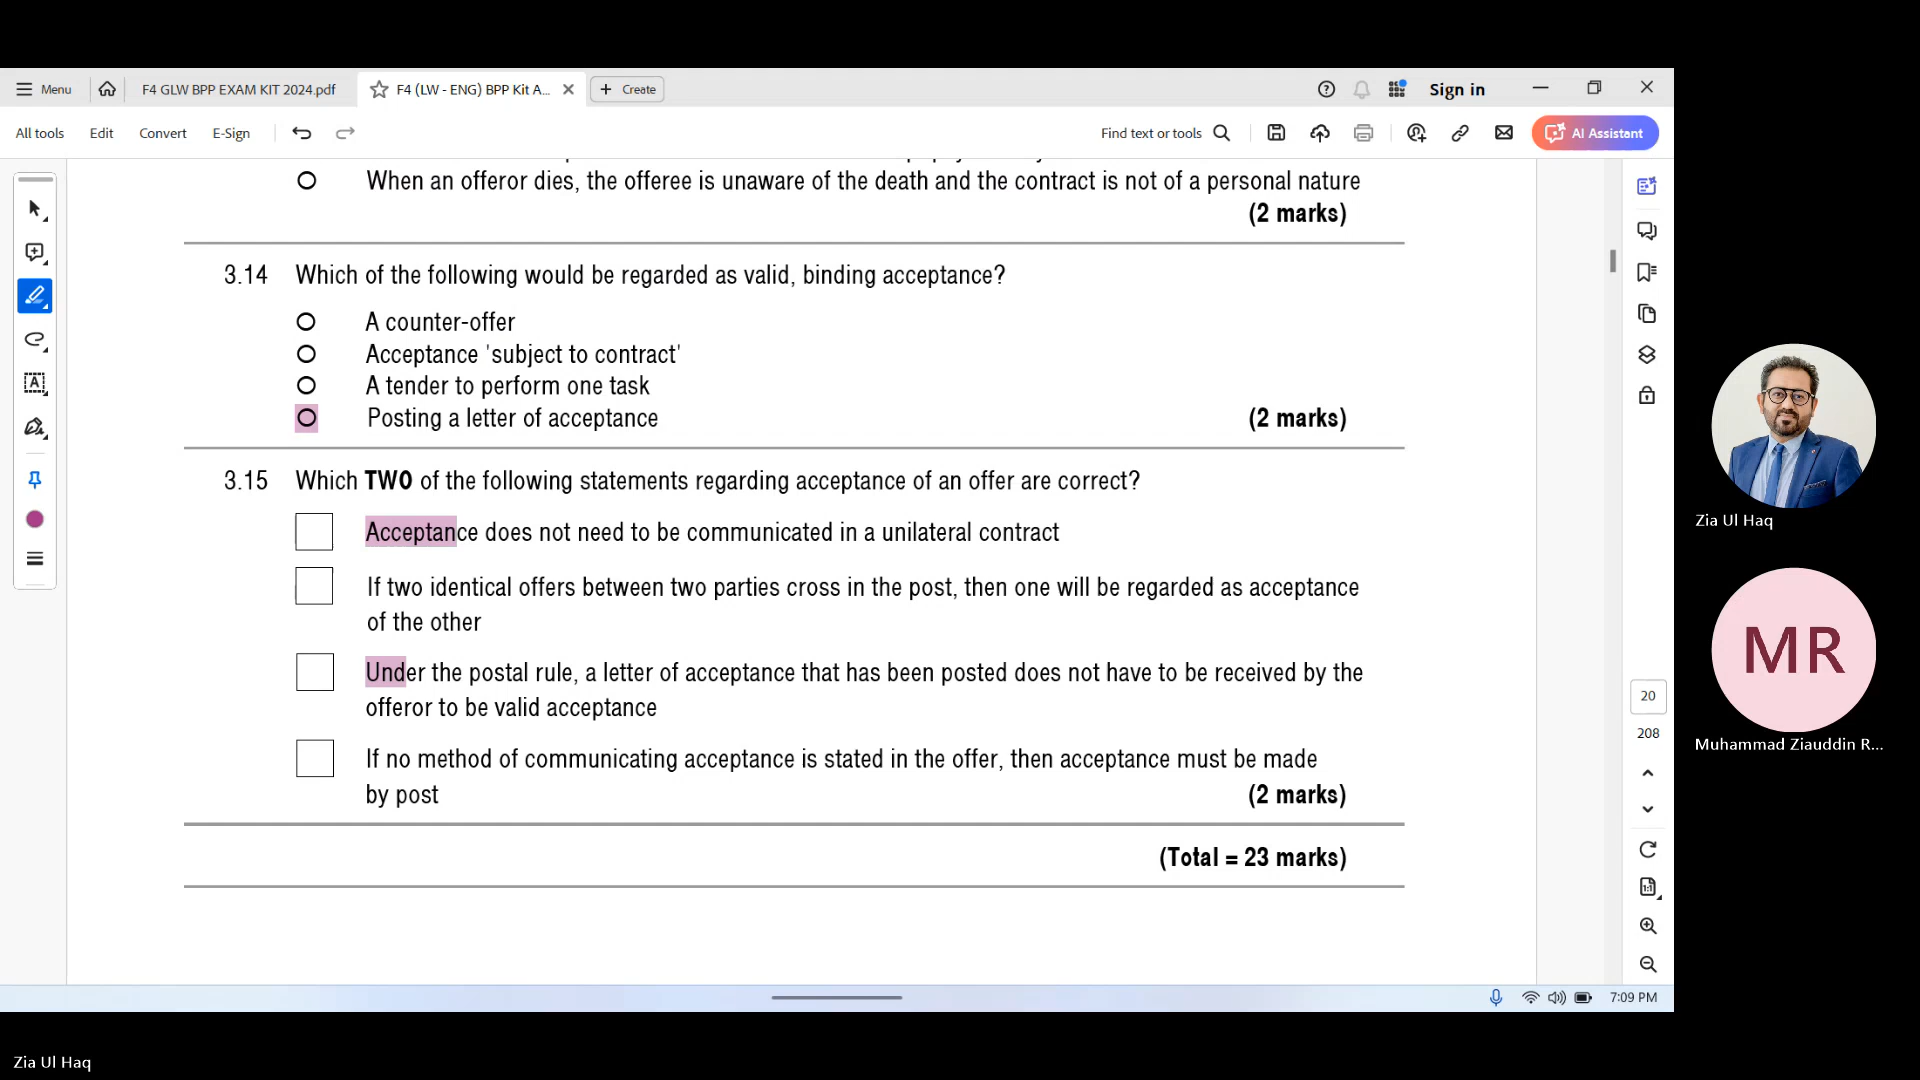 Menu
F4 GLW BPP EXAM KIT 2024.pdf
F4 (LW - ENG) BPP Kit A...
Create
Sign in
All tools
Edit
Convert
E-Sign
Find text or tools
AI Assistant
When an offeror dies, the offeree is unaware of the death and the contract is not of a personal nature
(2 marks)
3.14 Which of the following would be regarded as valid, binding acceptance?
A counter-offer
Acceptance 'subject to contract'
A tender to perform one task
Posting a letter of acceptance (2 marks)
3.15 Which TWO of the following statements regarding acceptance of an offer are correct?
Acceptance does not need to be communicated in a unilateral contract
If two identical offers between two parties cross in the post, then one will be regarded as acceptance
of the other
Under the postal rule, a letter of acceptance that has been posted does not have to be received by the
offeror to be valid acceptance
If no method of communicating acceptance is stated in the offer, then acceptance must be made
by post (2 marks)
(Total = 23 marks)
20
208
7:09 PM
Zia Ul Haq
MR
Muhammad Ziauddin R...
Zia Ul Haq